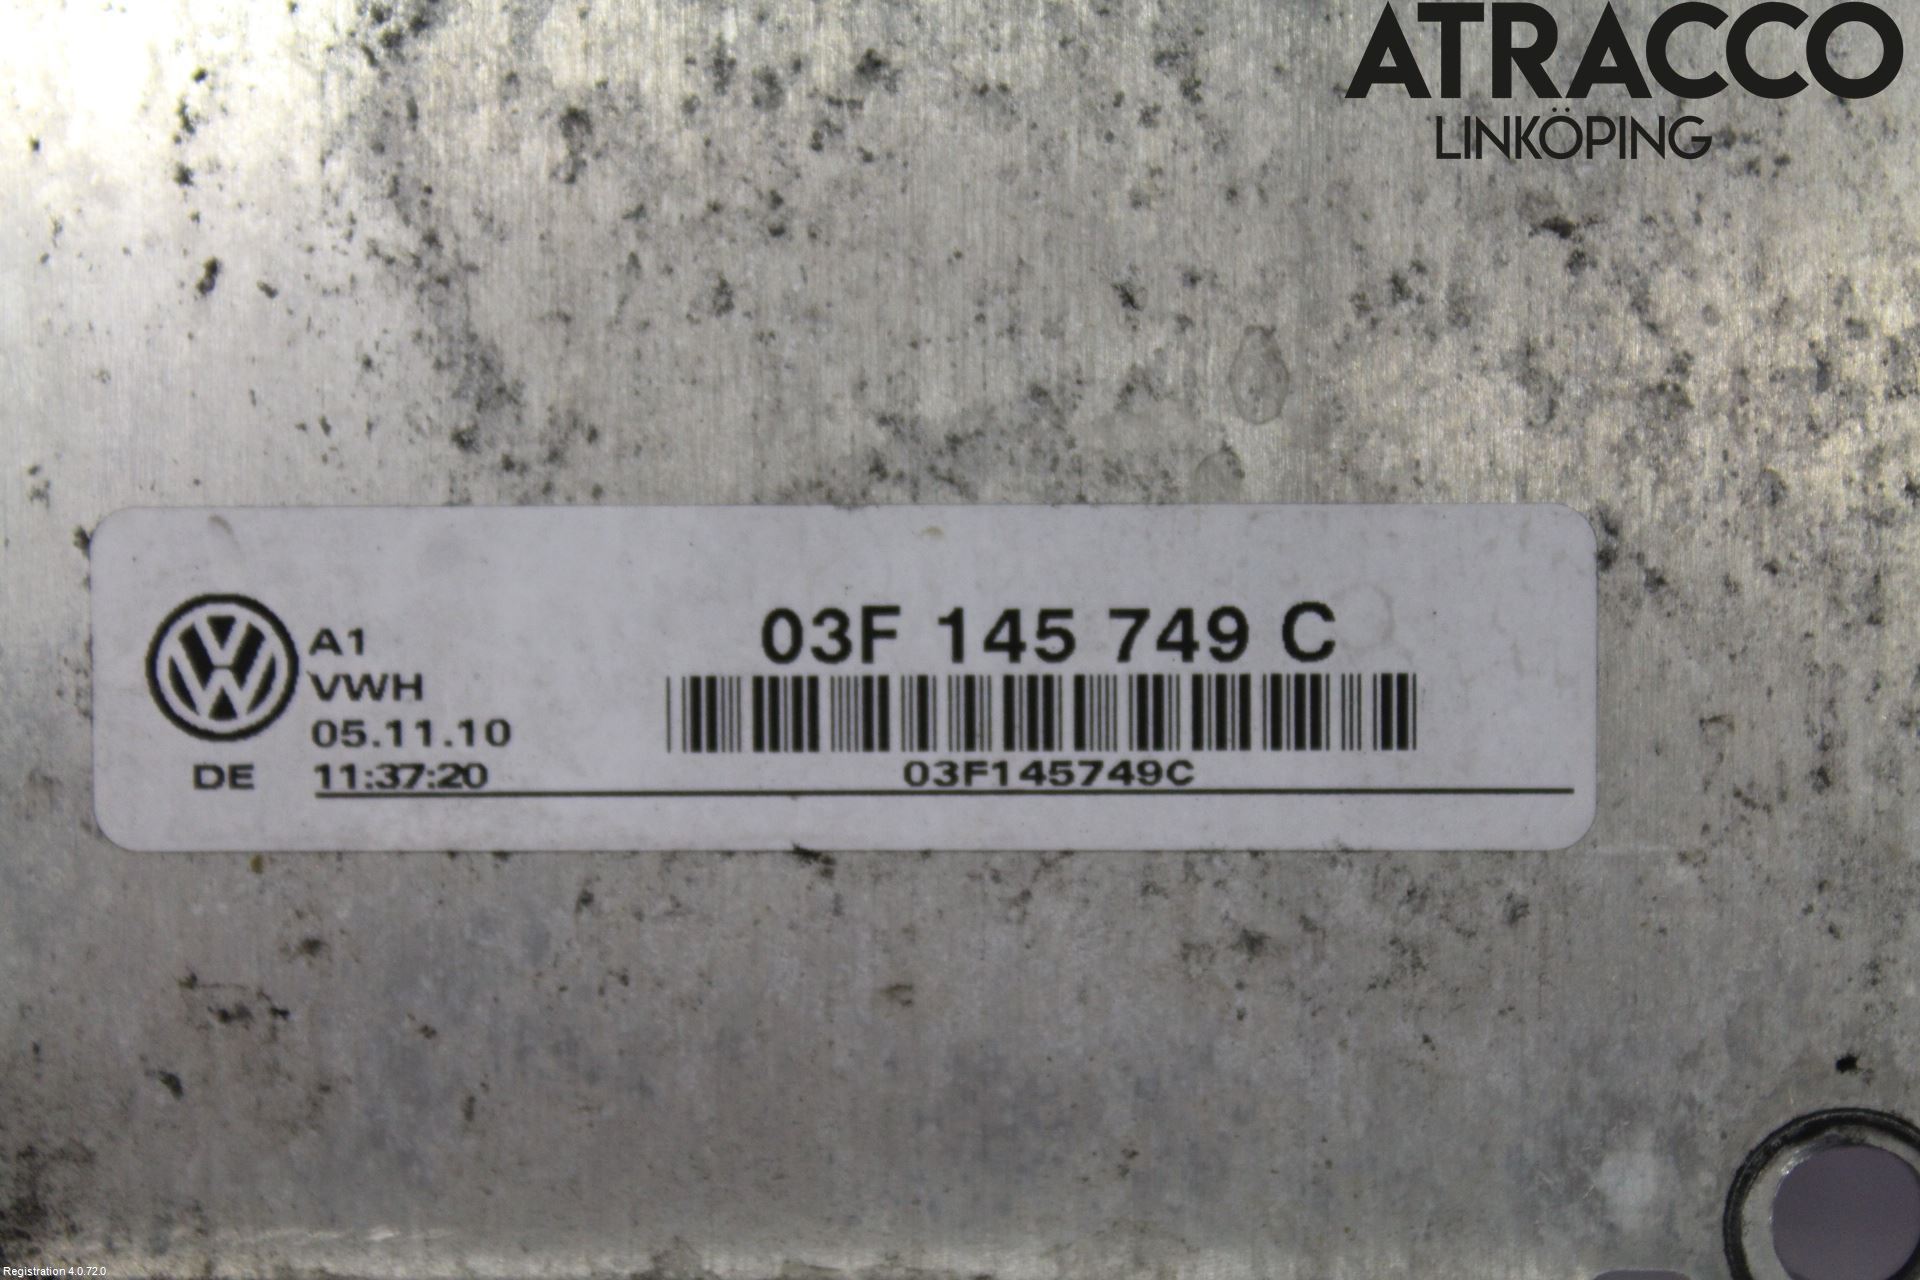 ATRACCO
LINKÖPING
03F 145 749 C
A1
VWH
05.11.10
DE 11:37:20
03F145749C
Registration 4.0.72.0